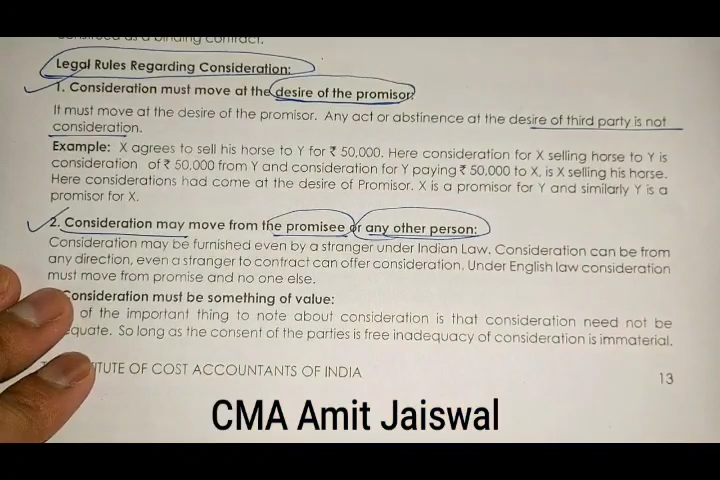 construed as a binding contract.
Legal Rules Regarding Consideration:
1. Consideration must move at the desire of the promisor:
It must move at the desire of the promisor. Any act or abstinence at the desire of third party is not
consideration.
Example: X agrees to sell his horse to Y for ₹ 50,000. Here consideration for X selling horse to Y is
consideration of ₹ 50,000 from Y and consideration for Y paying ₹ 50,000 to X, is X selling his horse.
Here considerations had come at the desire of Promisor. X is a promisor for Y and similarly Y is a
promisor for X.
2. Consideration may move from the promisee or any other person:
Consideration may be furnished even by a stranger under Indian Law. Consideration can be from
any direction, even a stranger to contract can offer consideration. Under English law consideration
must move from promise and no one else.
Consideration must be something of value:
of the important thing to note about consideration is that consideration need not be
So long as the consent of the parties is free inadequacy of consideration is immaterial.
OF COST ACCOUNTANTS OF INDIA
13
CMA Amit Jaiswal